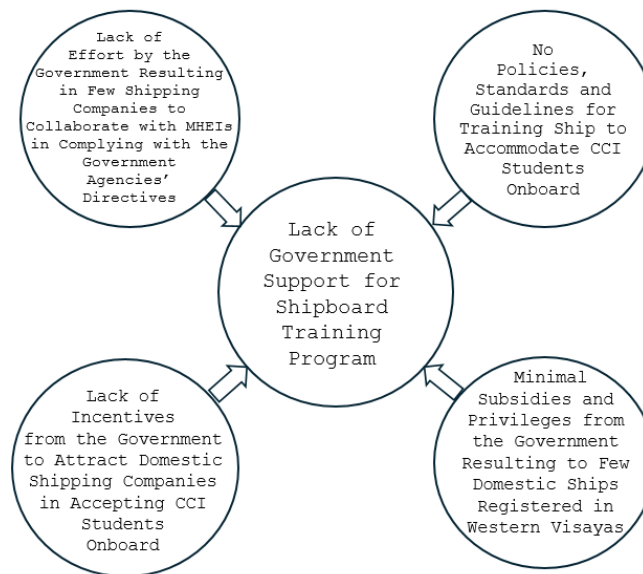 Lack of
Effort by the
Government Resulting
in Few Shipping
Companies to
Collaborate with MHEIs
in Complying with the
Government
Agencies’
Directives
No
Policies,
Standards and
Guidelines for
Training Ship to
Accommodate CCI
Students
Onboard
Lack of
Government
Support for
Shipboard
Training
Program
Lack of
Incentives
from the Government
to Attract Domestic
Shipping Companies
in Accepting CCI
Students
Onboard
Minimal
Subsidies and
Privileges from
the Government
Resulting to Few
Domestic Ships
Registered in
Western Visayas